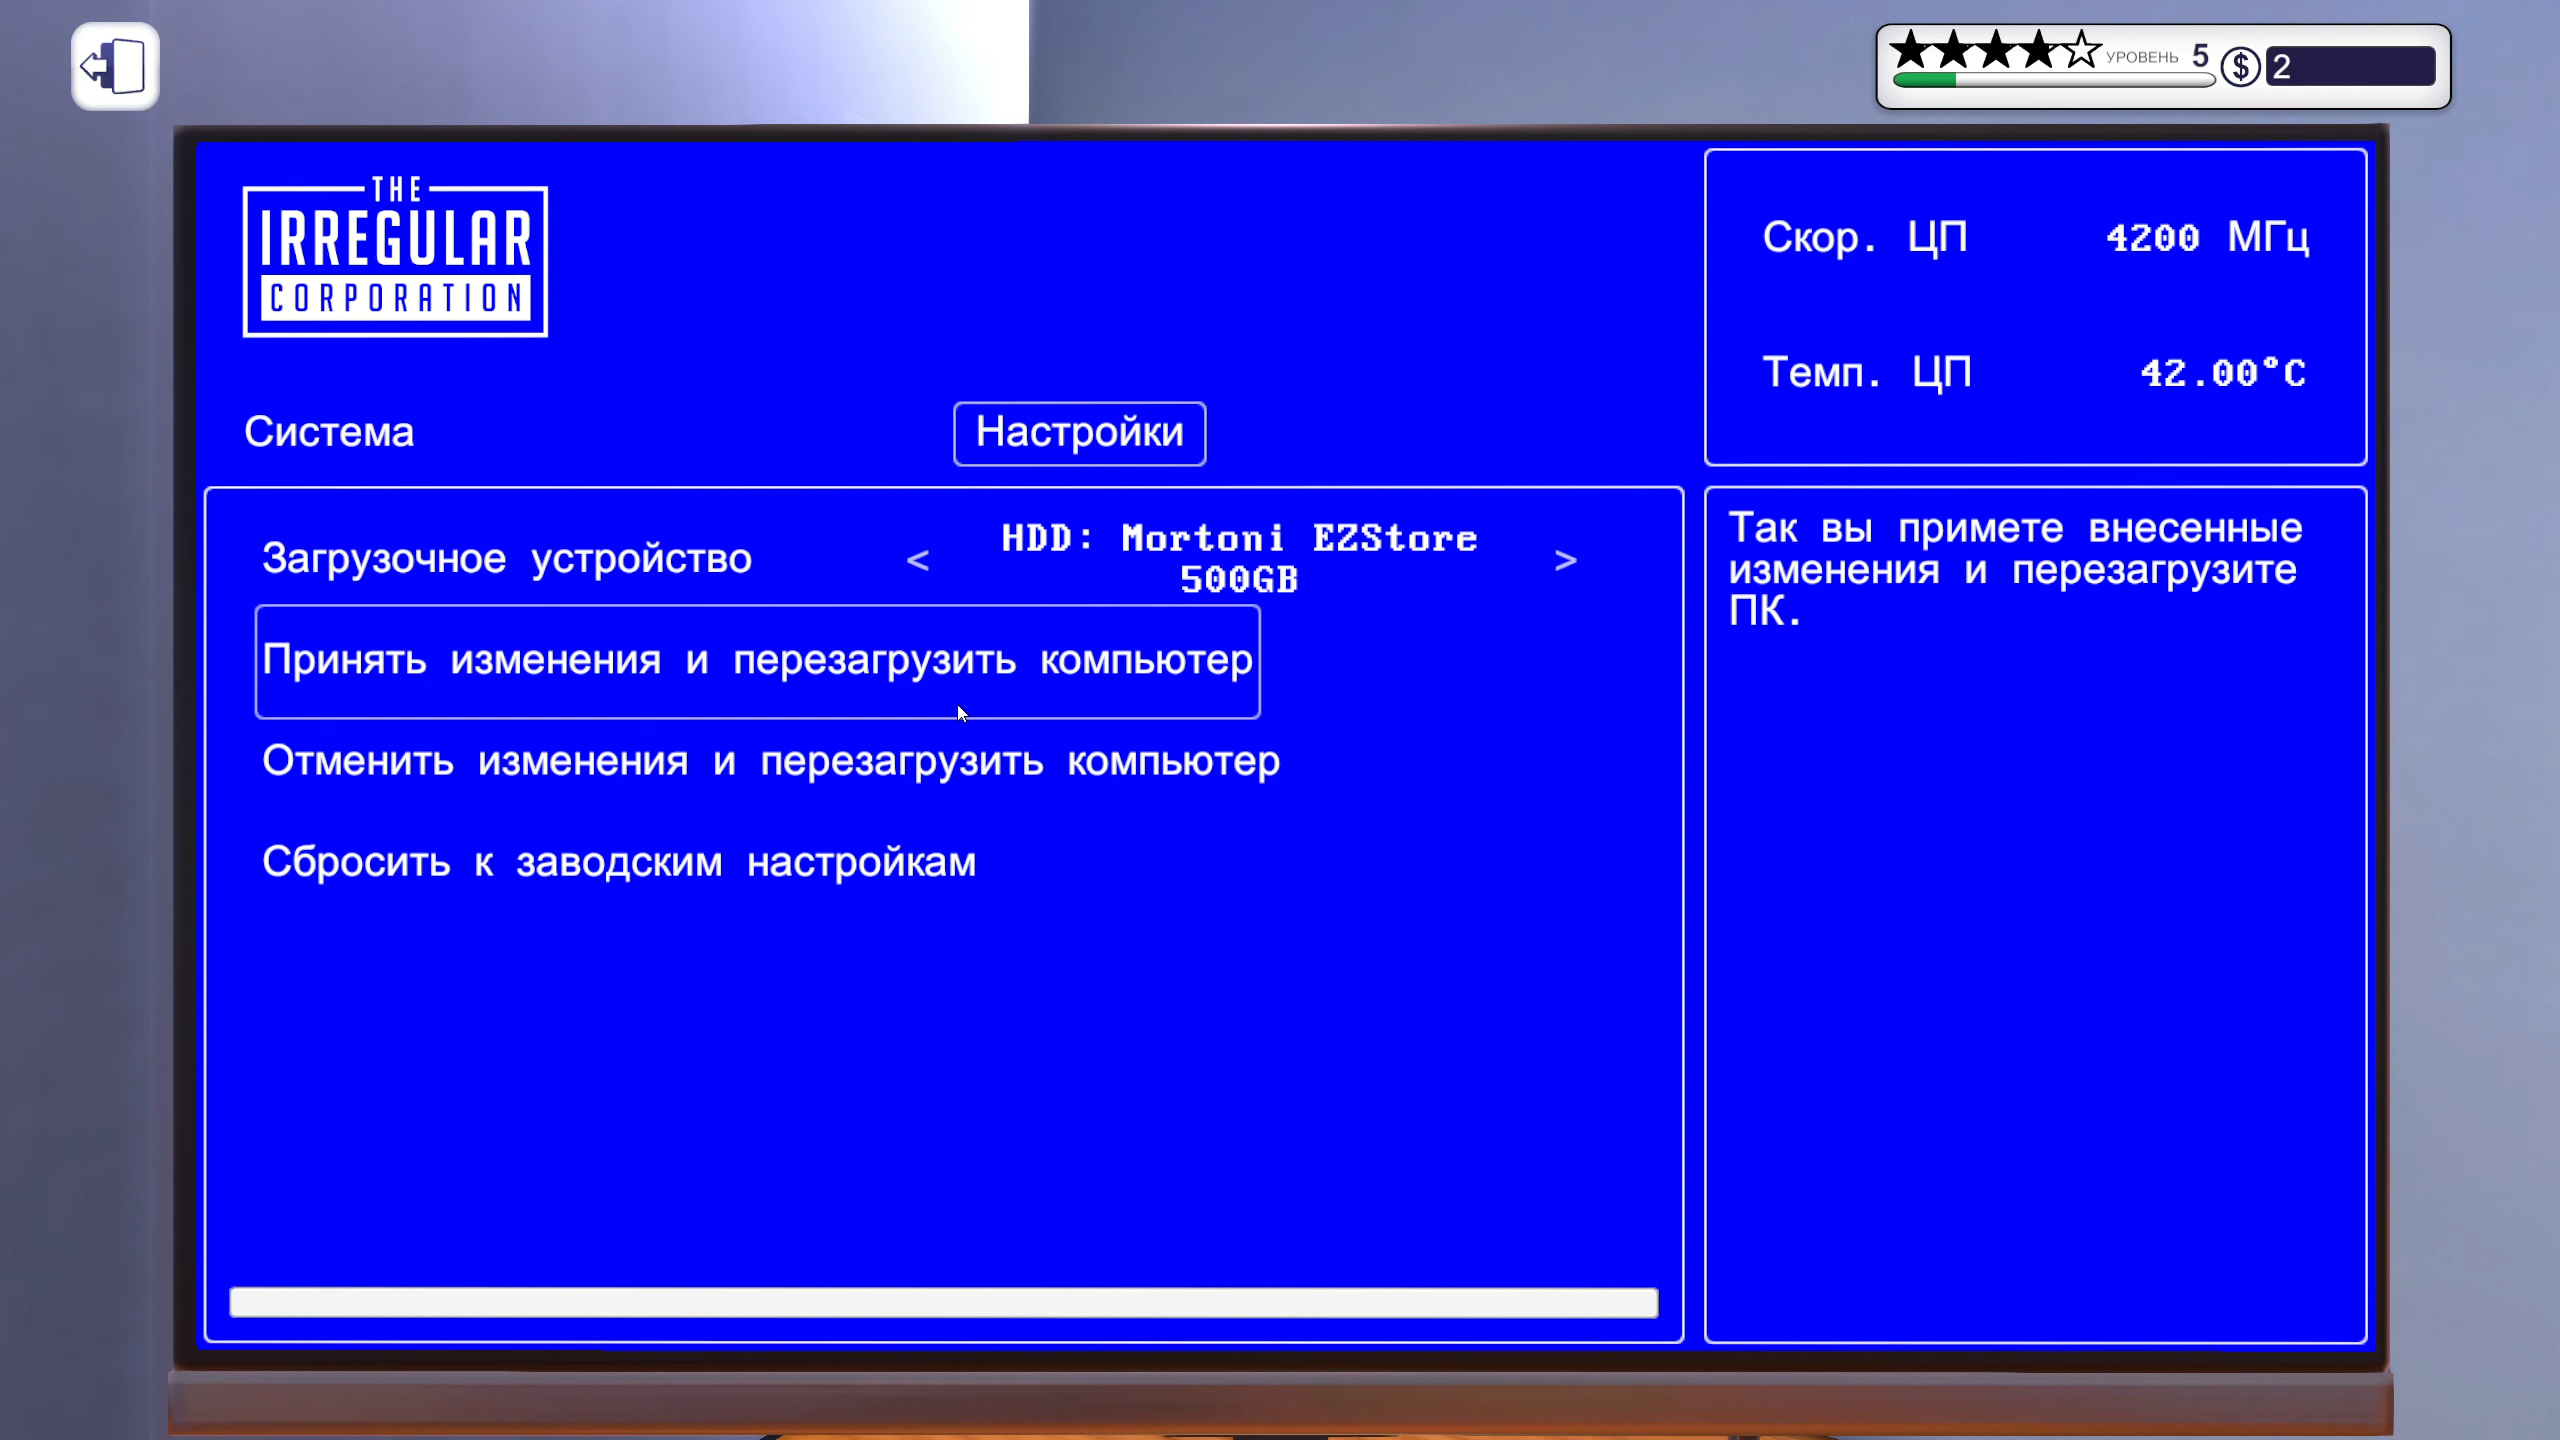 УРОВЕНЬ 5 $ 2
THE
IRREGULAR
CORPORATION
Скор. ЦП 4200 МГц
Темп. ЦП 42.00°C
Система Настройки
Загрузочное устройство < HDD: Mortoni EZStore
500GB >
Принять изменения и перезагрузить компьютер
Отменить изменения и перезагрузить компьютер
Сбросить к заводским настройкам
Так вы примете внесенные
изменения и перезагрузите
ПК.